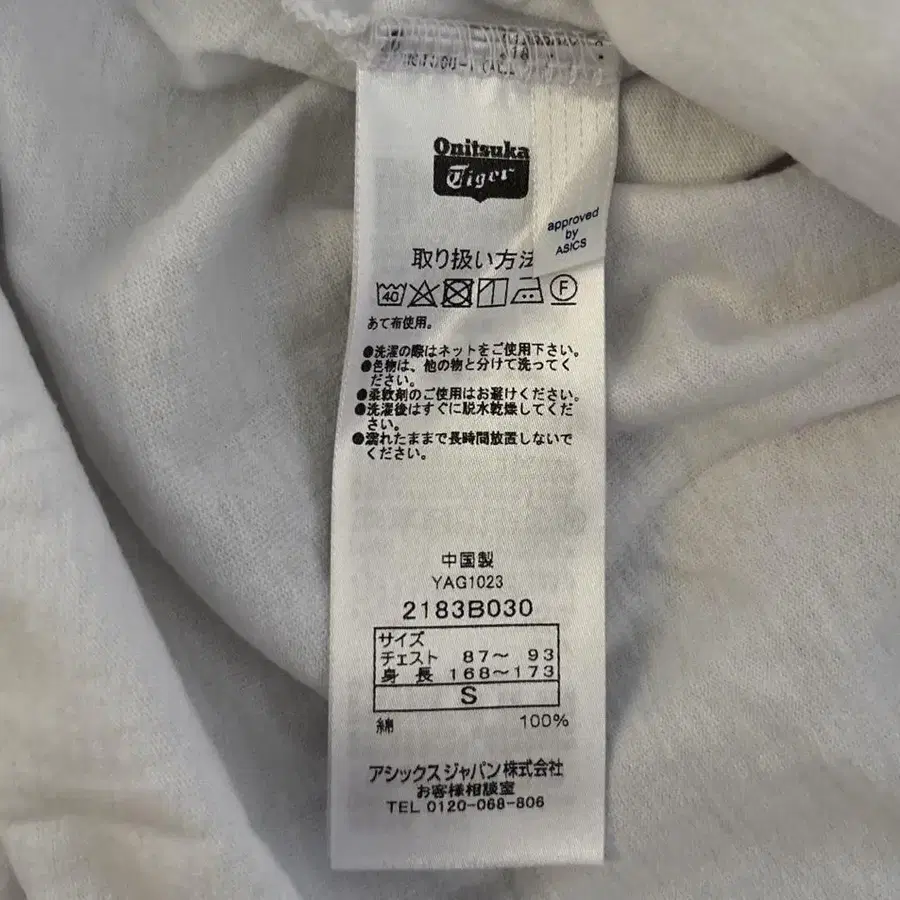 Onitsuka
Tiger
approved
by
ASICS
取り扱い方法
40
F
あて布使用。
●洗濯の際はネットをご使用下さい。
●色物は、他の物と分けて洗ってく
ださい。
●柔軟剤のご使用はお避けください。
●洗濯後はすぐに脱水乾燥してくだ
さい。
●濡れたままで長時間放置しないで
ください。
中国製
YAG1023
2183B030
サイズ
チェスト 87～ 93
身長 168～173
S
綿 100%
アシックスジャパン株式会社
お客様相談室
TEL 0120-068-806